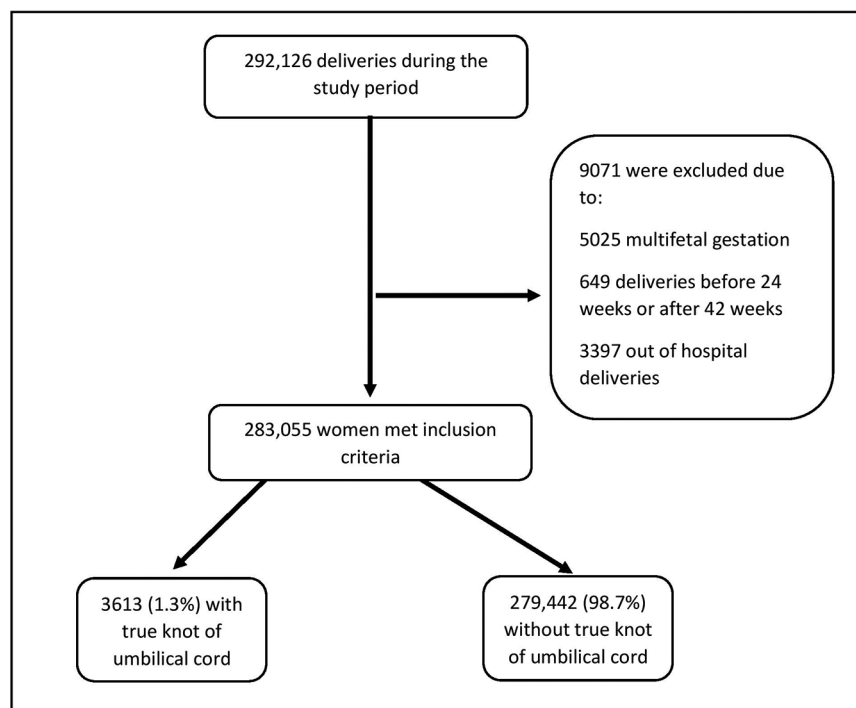 292,126 deliveries during the
study period
9071 were excluded due
to:
5025 multifetal gestation
649 deliveries before 24
weeks or after 42 weeks
3397 out of hospital
deliveries
283,055 women met inclusion
criteria
3613 (1.3%) with
true knot of
umbilical cord
279,442 (98.7%)
without true knot
of umbilical cord